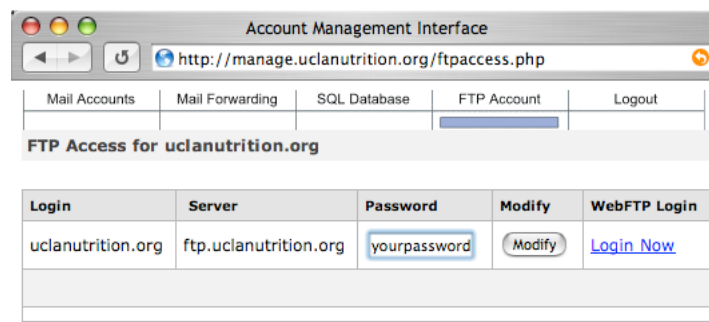 Account Management Interface
http://manage.uclanutrition.org/ftpaccess.php
Mail Accounts Mail Forwarding SQL Database FTP Account Logout
FTP Access for uclanutrition.org
Login Server Password Modify WebFTP Login
uclanutrition.org ftp.uclanutrition.org yourpassword Modify Login Now